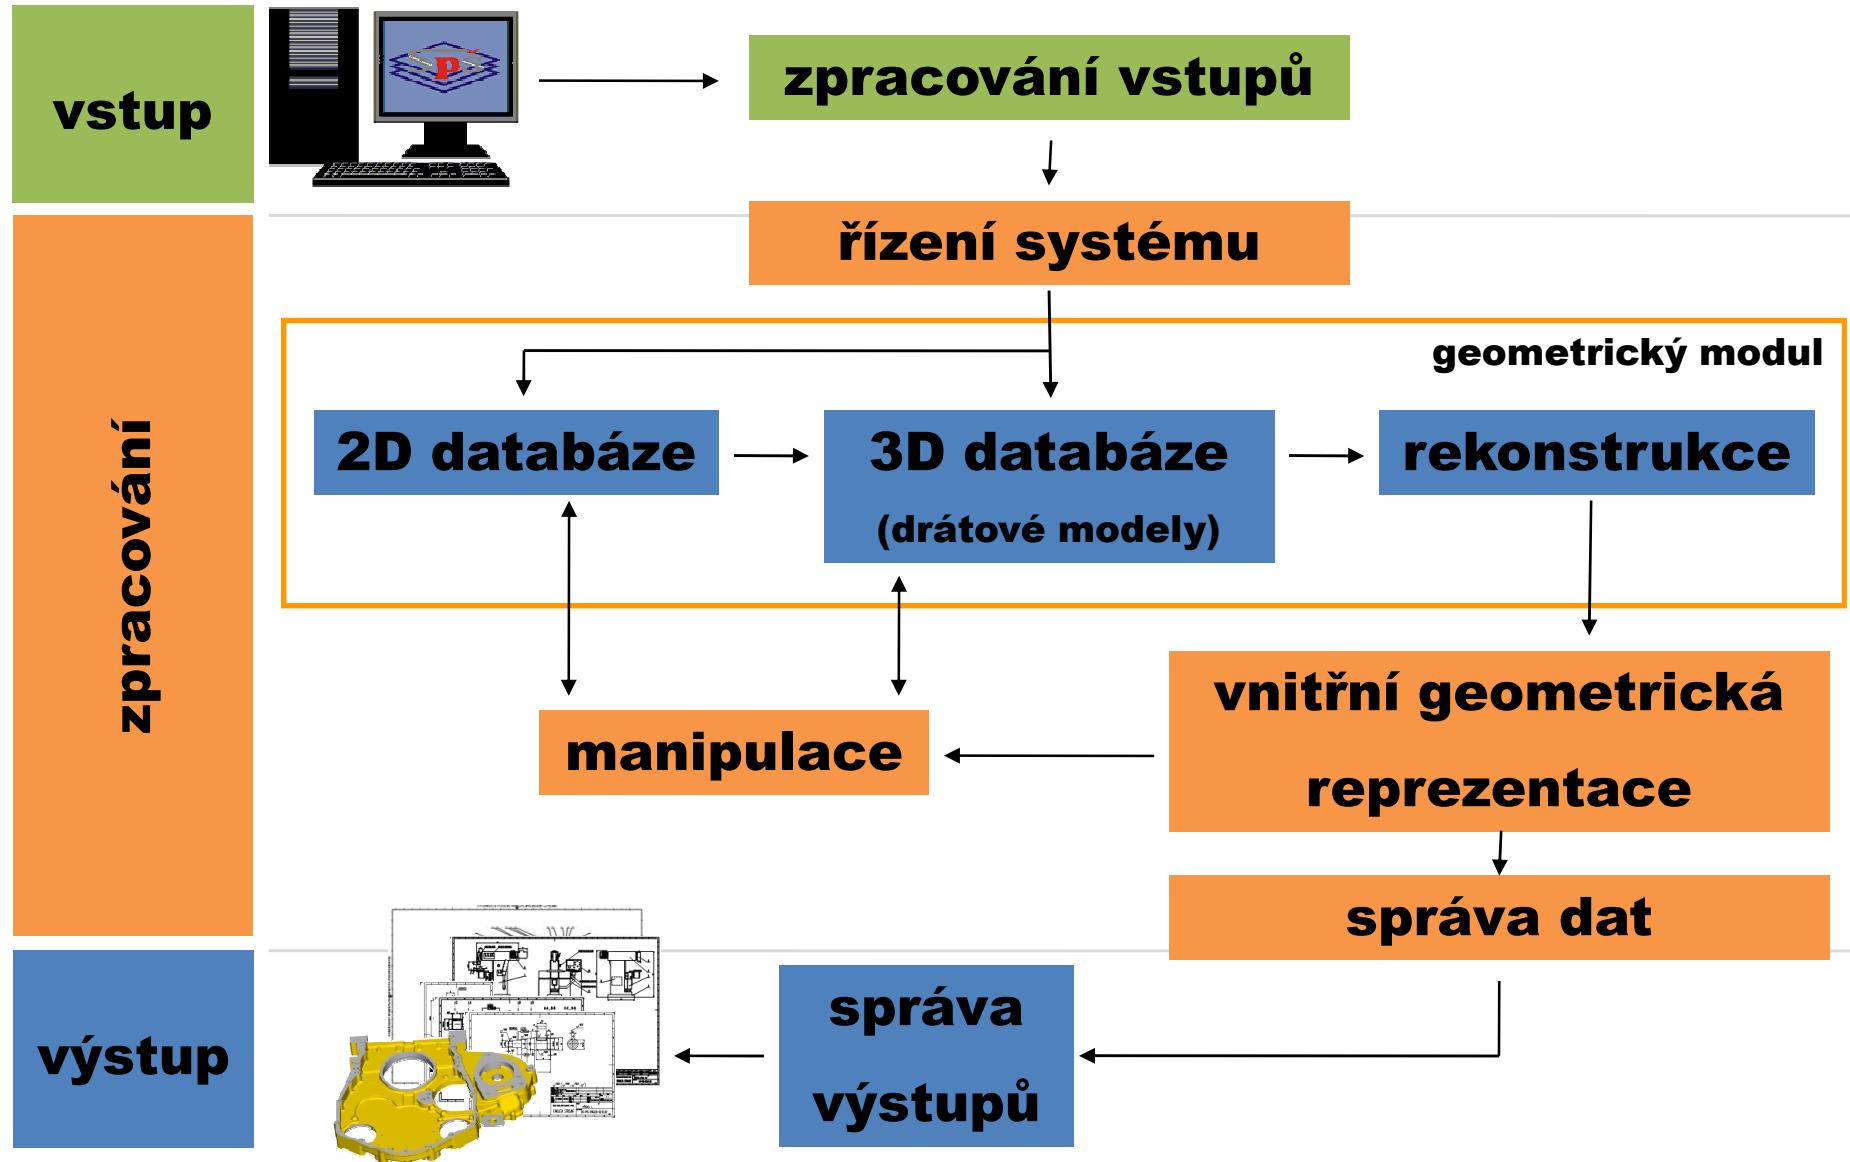 vstup
zpracování vstupů
řízení systému
geometrický modul
2D databáze
3D databáze
(drátové modely)
rekonstrukce
zpracování
vnitřní geometrická
reprezentace
manipulace
správa dat
výstup
správa
výstupů